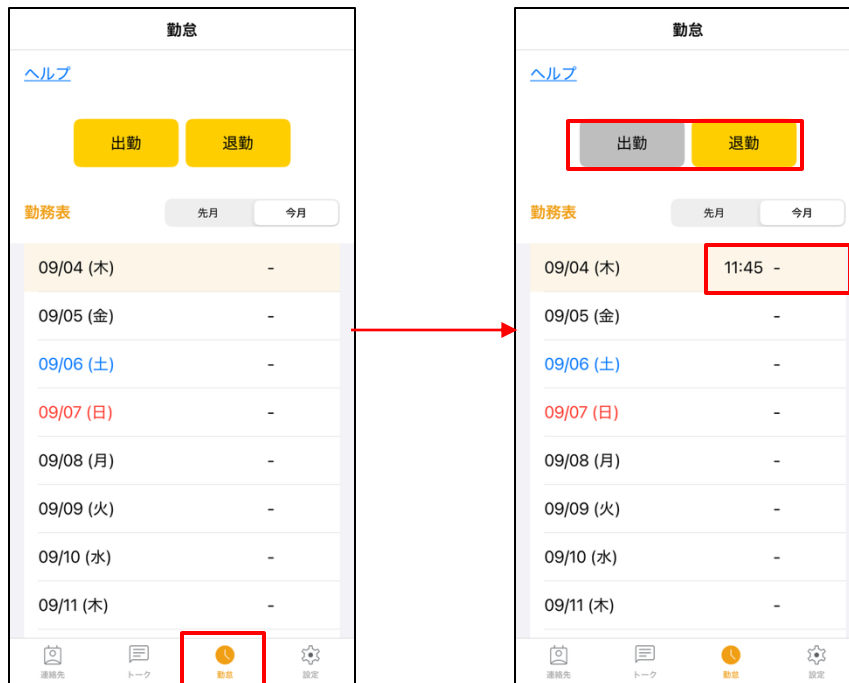 勤怠
ヘルプ
出勤 退勤
勤務表 先月 今月
09/04 (木) -
09/05 (金) -
09/06 (土) -
09/07 (日) -
09/08 (月) -
09/09 (火) -
09/10 (水) -
09/11 (木) -
連絡先 トーク 勤怠 設定
勤怠
ヘルプ
出勤 退勤
勤務表 先月 今月
09/04 (木) 11:45 -
09/05 (金) -
09/06 (土) -
09/07 (日) -
09/08 (月) -
09/09 (火) -
09/10 (水) -
09/11 (木) -
連絡先 トーク 勤怠 設定